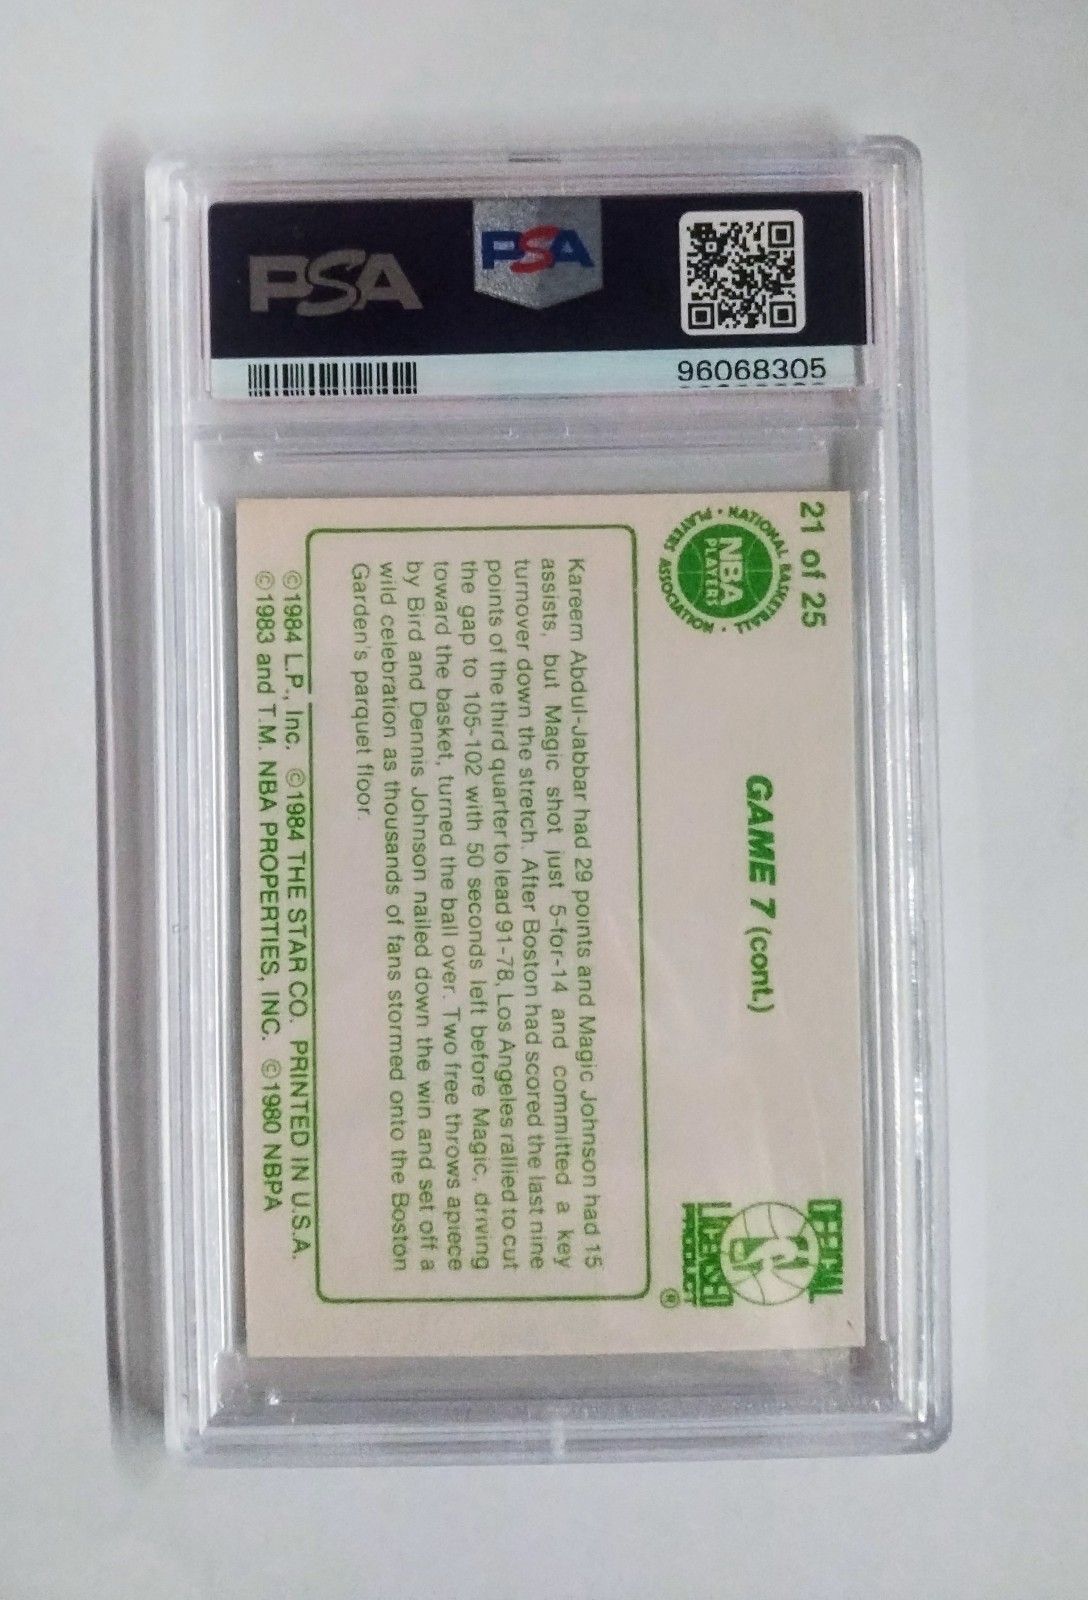 PSA
PSA
96068305
21 of 25
NATIONAL BASKETBALL PLAYERS ASSOCIATION
NBA
PLAYERS
GAME 7 (cont.)
OFFICIAL
LICENSED
PRODUCT
®
Kareem Abdul-Jabbar had 29 points and Magic Johnson had 15
assists, but Magic shot just 5-for-14 and committed a key
turnover down the stretch. After Boston had scored the last nine
points of the third quarter to lead 91-78, Los Angeles rallied to cut
the gap to 105-102 with 50 seconds left before Magic, driving
toward the basket, turned the ball over. Two free throws apiece
by Bird and Dennis Johnson nailed down the win and set off a
wild celebration as thousands of fans stormed onto the Boston
Garden's parquet floor.
©1984 L.P., Inc. ©1984 THE STAR CO. PRINTED IN U.S.A.
©1983 and T.M. NBA PROPERTIES, INC. ©1980 NBPA